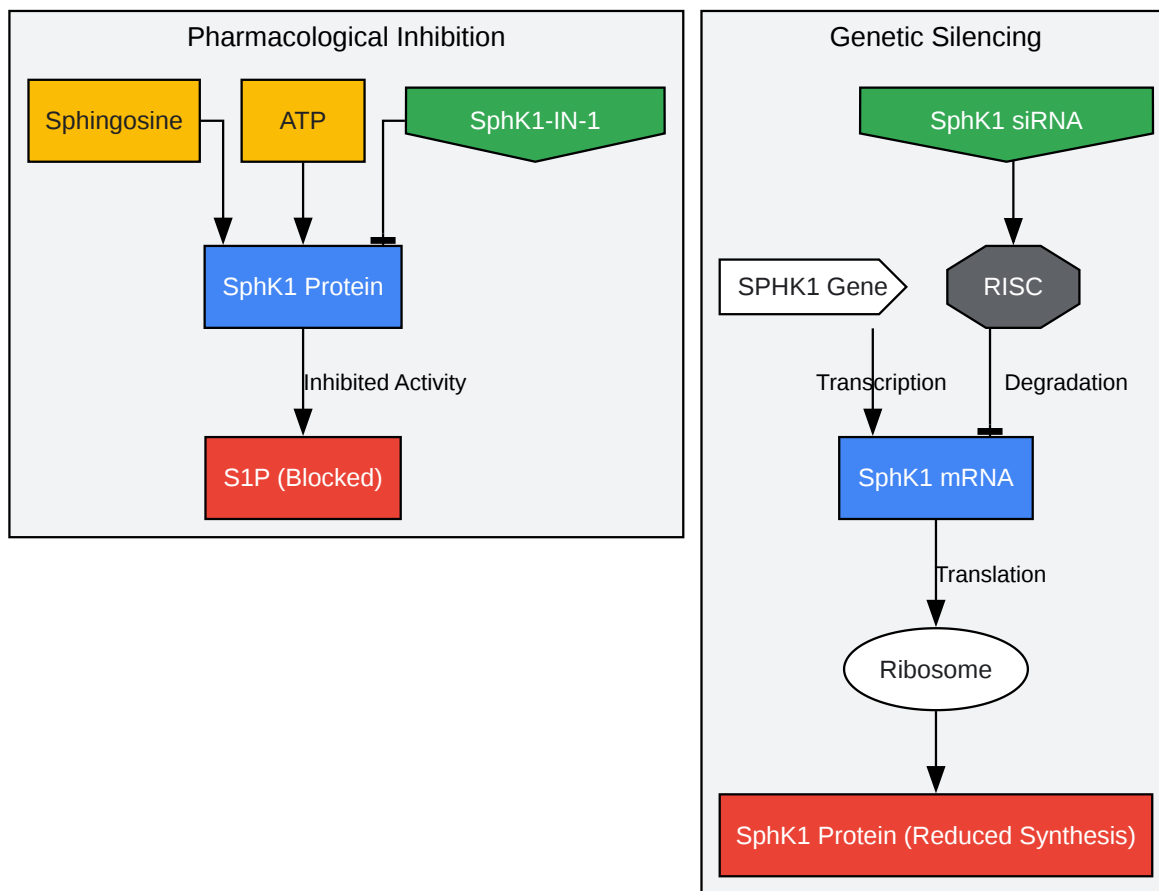 Pharmacological Inhibition
Sphingosine
ATP
SphK1-IN-1
SphK1 Protein
Inhibited Activity
S1P (Blocked)
Genetic Silencing
SphK1 siRNA
SPHK1 Gene
RISC
Transcription
Degradation
SphK1 mRNA
Translation
Ribosome
SphK1 Protein (Reduced Synthesis)